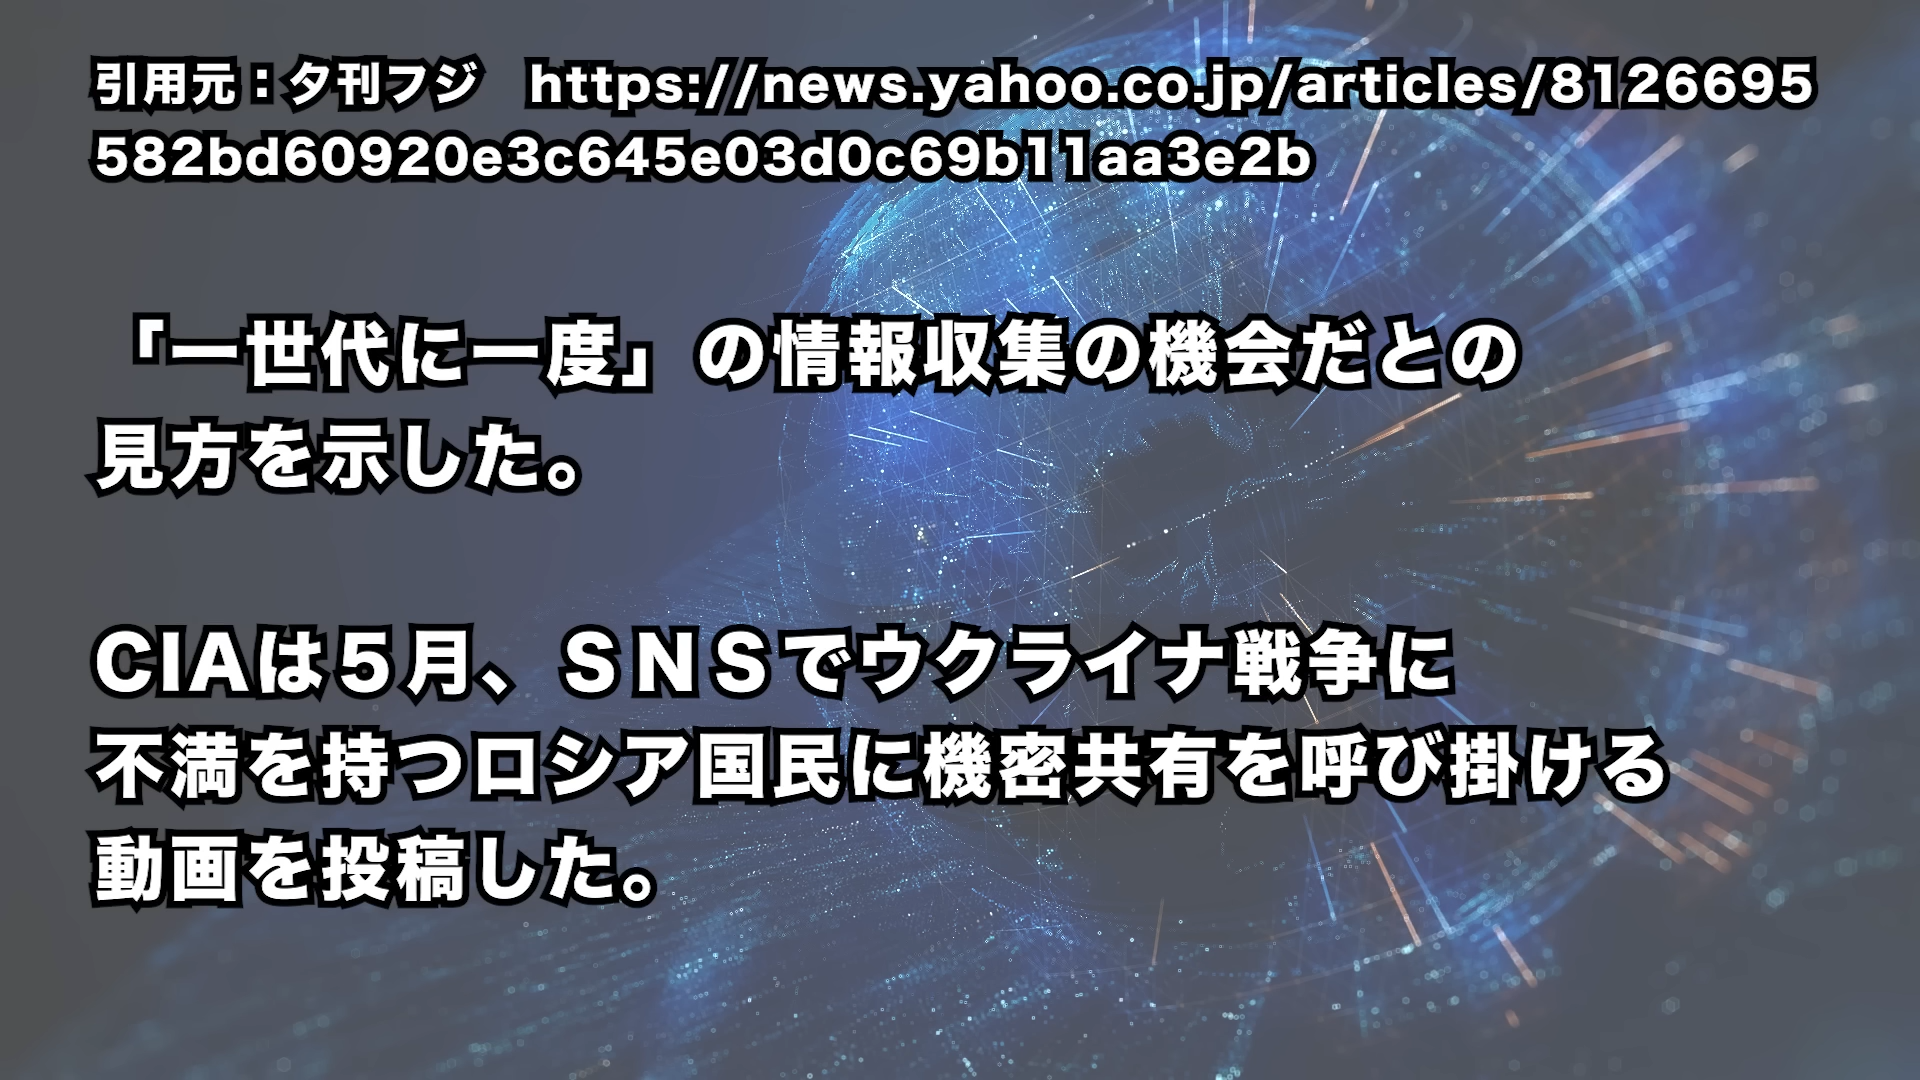 引用元：夕刊フジ　https://news.yahoo.co.jp/articles/8126695
582bd60920e3c645e03d0c69b11aa3e2b
「一世代に一度」の情報収集の機会だとの
見方を示した。
CIAは５月、ＳＮＳでウクライナ戦争に
不満を持つロシア国民に機密共有を呼び掛ける
動画を投稿した。